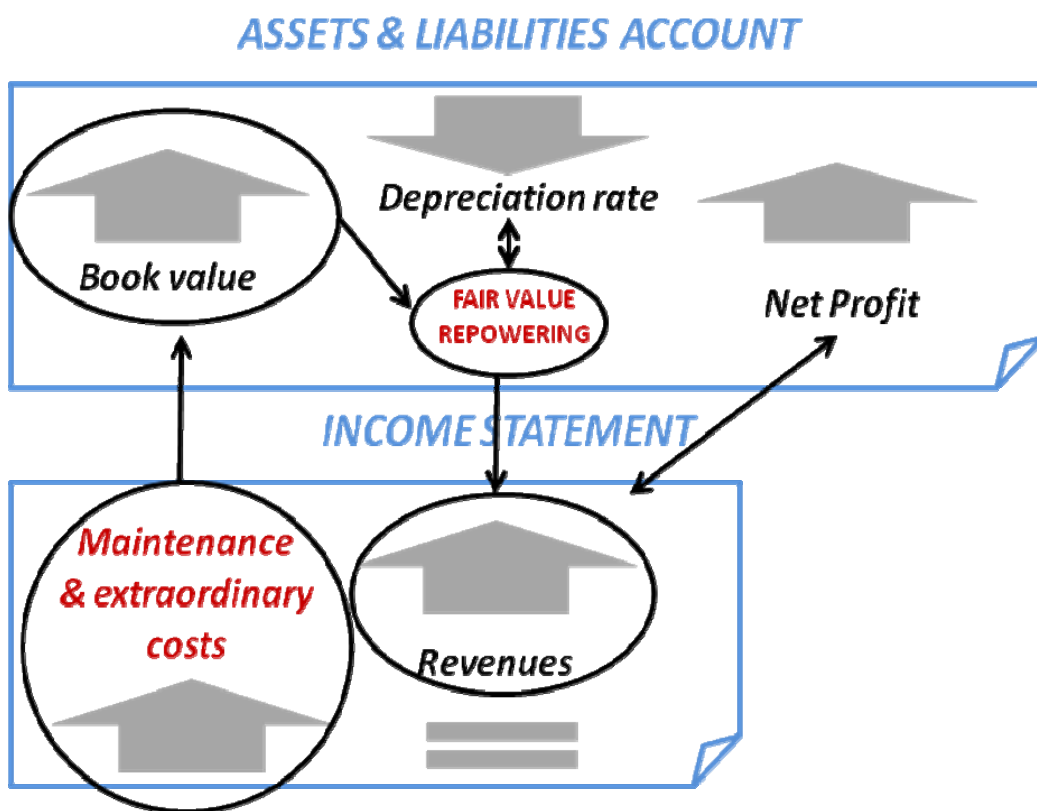 ASSETS & LIABILITIES ACCOUNT
Depreciation rate
Book value
FAIR VALUE
REPOWERING
Net Profit
INCOME STATEMENT
Maintenance
& extraordinary
costs
Revenues